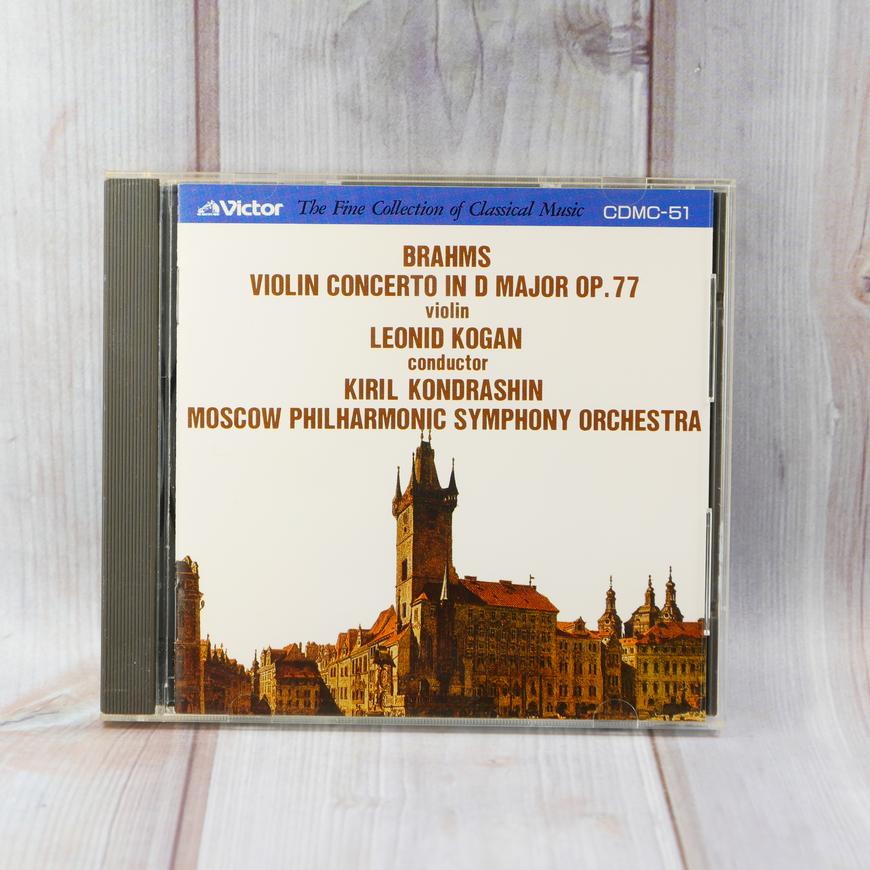 Victor The Fine Collection of Classical Music CDMC-51
BRAHMS
VIOLIN CONCERTO IN D MAJOR OP.77
violin
LEONID KOGAN
conductor
KIRIL KONDRASHIN
MOSCOW PHILHARMONIC SYMPHONY ORCHESTRA